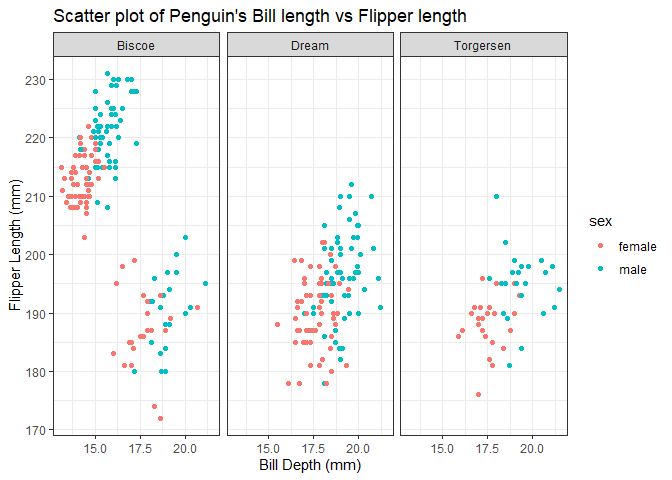 Scatter plot of Penguin's Bill length vs Flipper length
Biscoe
Dream
Torgersen
Flipper Length (mm)
230
220
210
200
190
180
170
15.0 17.5 20.0
15.0 17.5 20.0
15.0 17.5 20.0
Bill Depth (mm)
sex
female
male